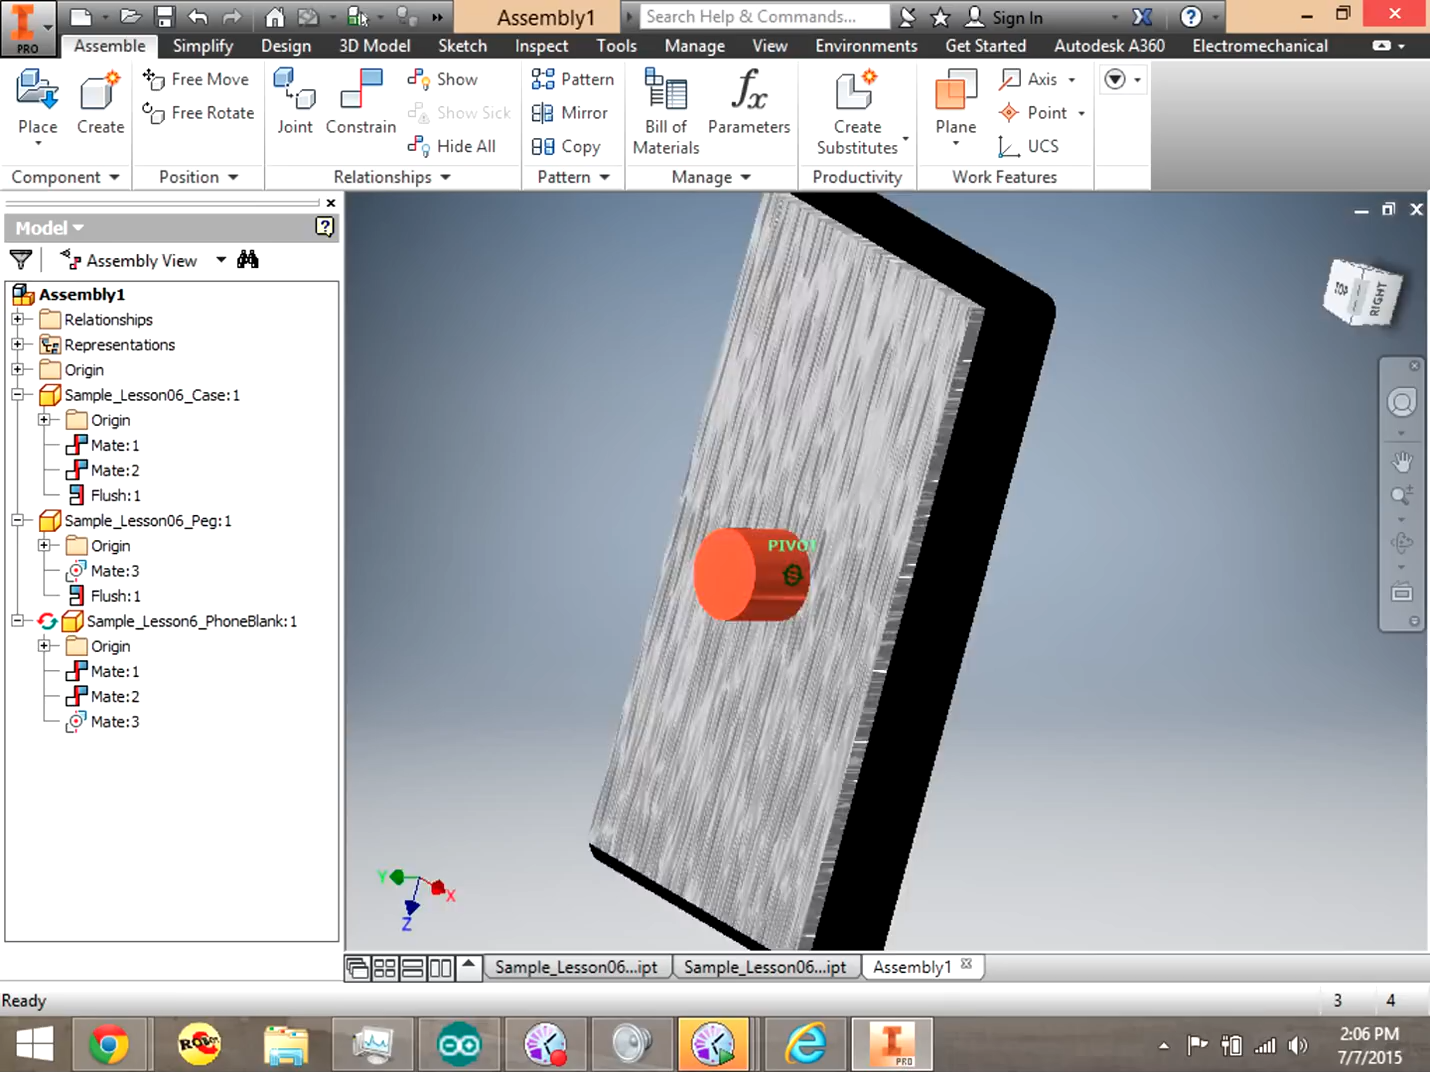 Assembly1
Search Help & Commands...
Sign In
PRO
Assemble
Simplify
Design
3D Model
Sketch
Inspect
Tools
Manage
View
Environments
Get Started
Autodesk A360
Electromechanical
Place
Create
Free Move
Free Rotate
Joint
Constrain
Show
Show Sick
Hide All
Pattern
Mirror
Copy
Bill of
Materials
fx
Parameters
Create
Substitutes
Plane
Axis
Point
UCS
Component
Position
Relationships
Pattern
Manage
Productivity
Work Features
Model
Assembly View
Assembly1
Relationships
Representations
Origin
Sample_Lesson06_Case:1
Origin
Mate:1
Mate:2
Flush:1
Sample_Lesson06_Peg:1
Origin
Mate:3
Flush:1
Sample_Lesson6_PhoneBlank:1
Origin
Mate:1
Mate:2
Mate:3
TOP
RIGHT
PIVOT
Y
X
Z
Sample_Lesson06...ipt
Sample_Lesson06...ipt
Assembly1
Ready
3
4
PRO
2:06 PM
7/7/2015